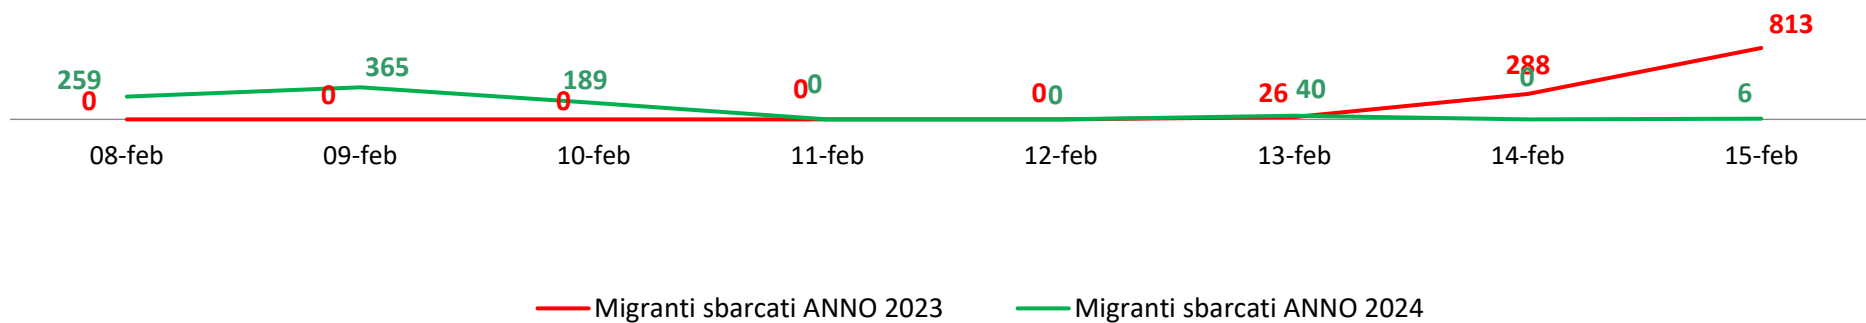 813
259 365 189 0 0 0 0 26 40 288 0 6
0 0 0
08-feb 09-feb 10-feb 11-feb 12-feb 13-feb 14-feb 15-feb
Migranti sbarcati ANNO 2023 Migranti sbarcati ANNO 2024